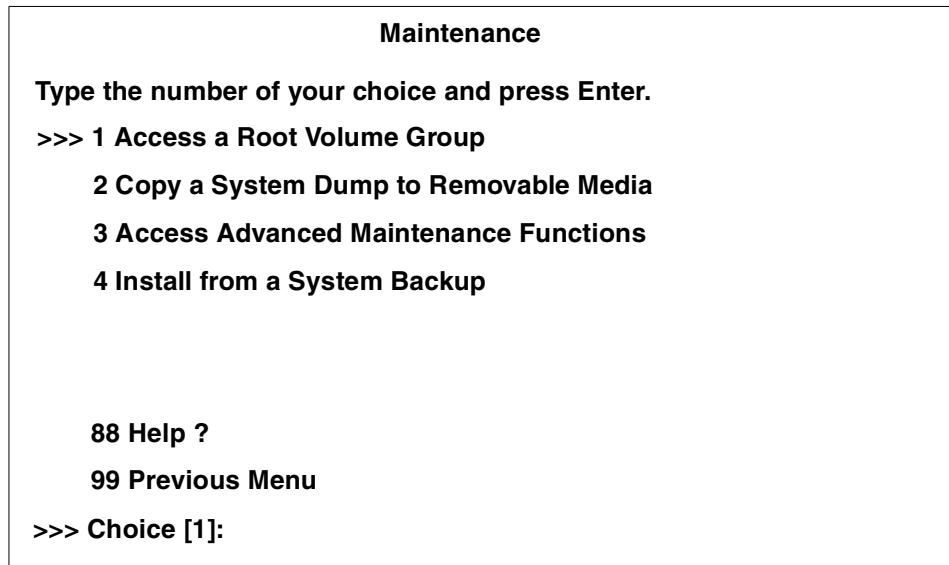 Maintenance
Type the number of your choice and press Enter.
>>> 1 Access a Root Volume Group
2 Copy a System Dump to Removable Media
3 Access Advanced Maintenance Functions
4 Install from a System Backup
88 Help ?
99 Previous Menu
>>> Choice [1]: